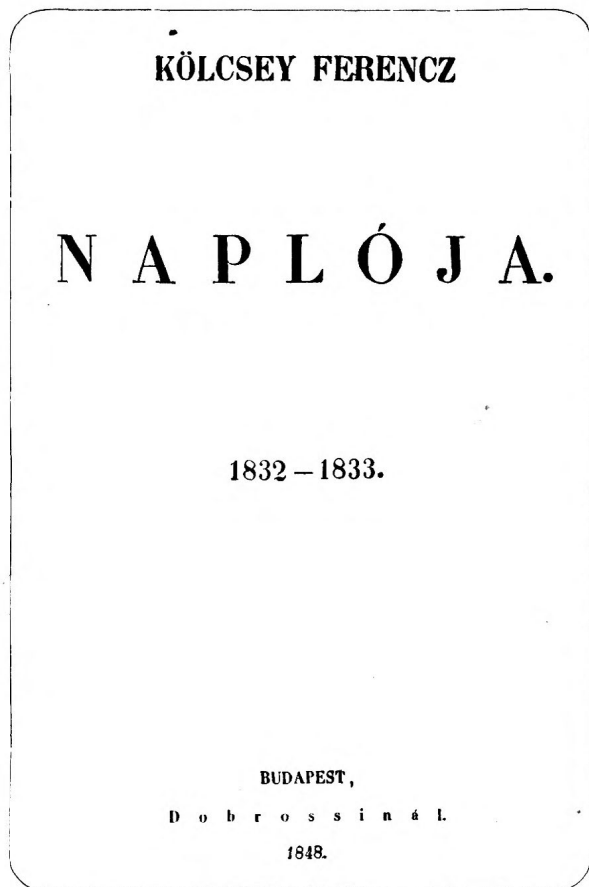 KÖLCSEY FERENCZ
NAPLÓJA.
1832 – 1833.
BUDAPEST,
Dobrossinál.
1848.